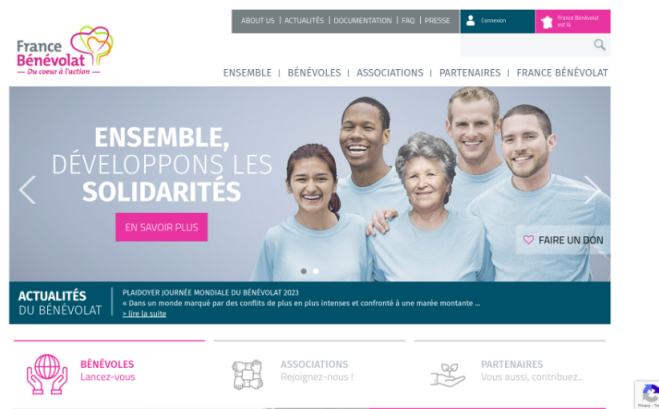 ABOUT US | ACTUALITÉS | DOCUMENTATION | FAQ | PRESSE
Connexion
France Bénévolat
est là
France
Bénévolat
Du coeur à l'action
ENSEMBLE | BÉNÉVOLES | ASSOCIATIONS | PARTENAIRES | FRANCE BÉNÉVOLAT
ENSEMBLE,
DÉVELOPPONS LES
SOLIDARITÉS
EN SAVOIR PLUS
FAIRE UN DON
ACTUALITÉS
DU BÉNÉVOLAT
PLAIDOYER JOURNÉE MONDIALE DU BÉNÉVOLAT 2023
« Dans un monde marqué par des conflits de plus en plus intenses et confronté à une marée montante ...
> lire la suite
BÉNÉVOLES
Lancez-vous
ASSOCIATIONS
Rejoignez-nous !
PARTENAIRES
Vous aussi, contribuez...